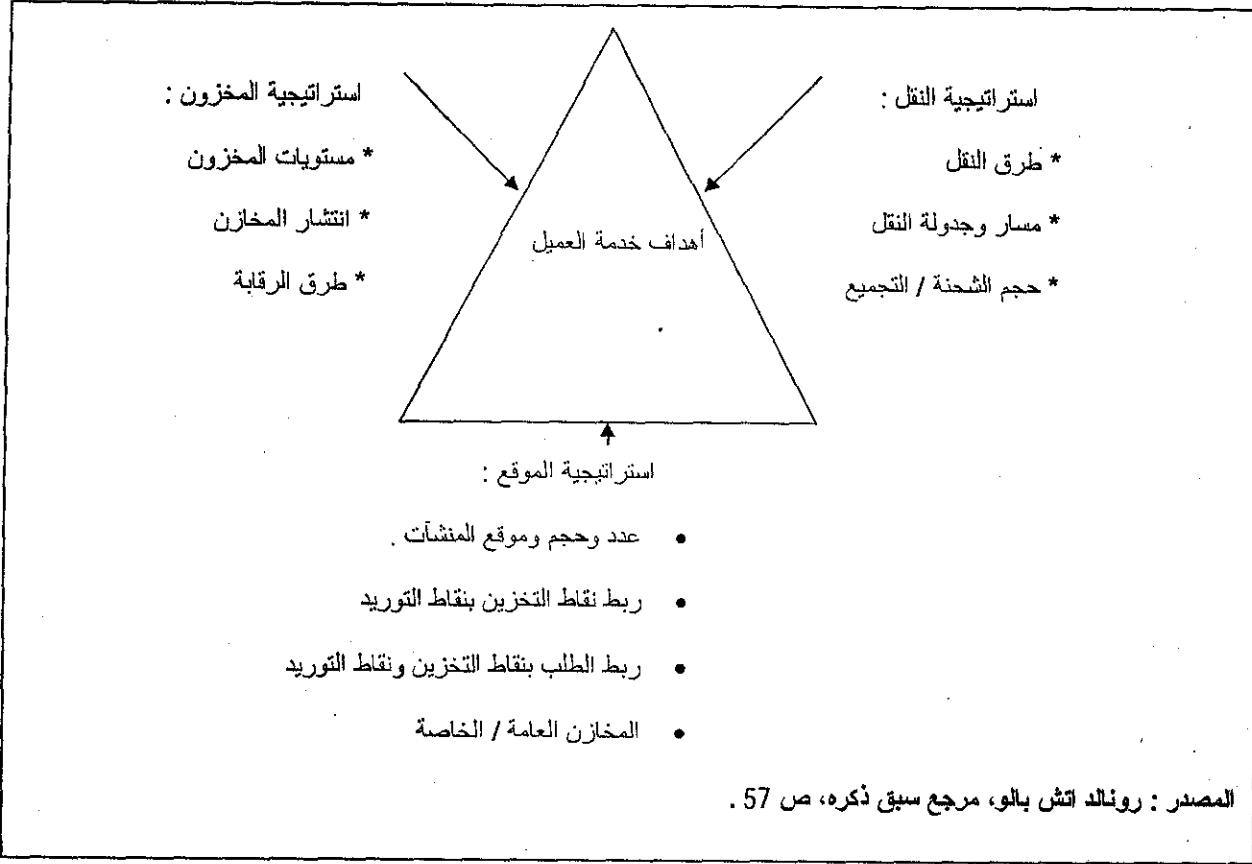 استراتيجية النقل :
* طرق النقل
* مسار وجدولة النقل
* حجم الشحنة / التجميع
استراتيجية المخزون :
* مستويات المخزون
* انتشار المخازن
* طرق الرقابة
أهداف خدمة العميل
استراتيجية الموقع :
• عدد وحجم وموقع المنشآت .
• ربط نقاط التخزين بنقاط التوريد
• ربط الطلب بنقاط التخزين ونقاط التوريد
• المخازن العامة / الخاصة
المصدر : رونالد اتش بالو، مرجع سبق ذكره، ص 57 .